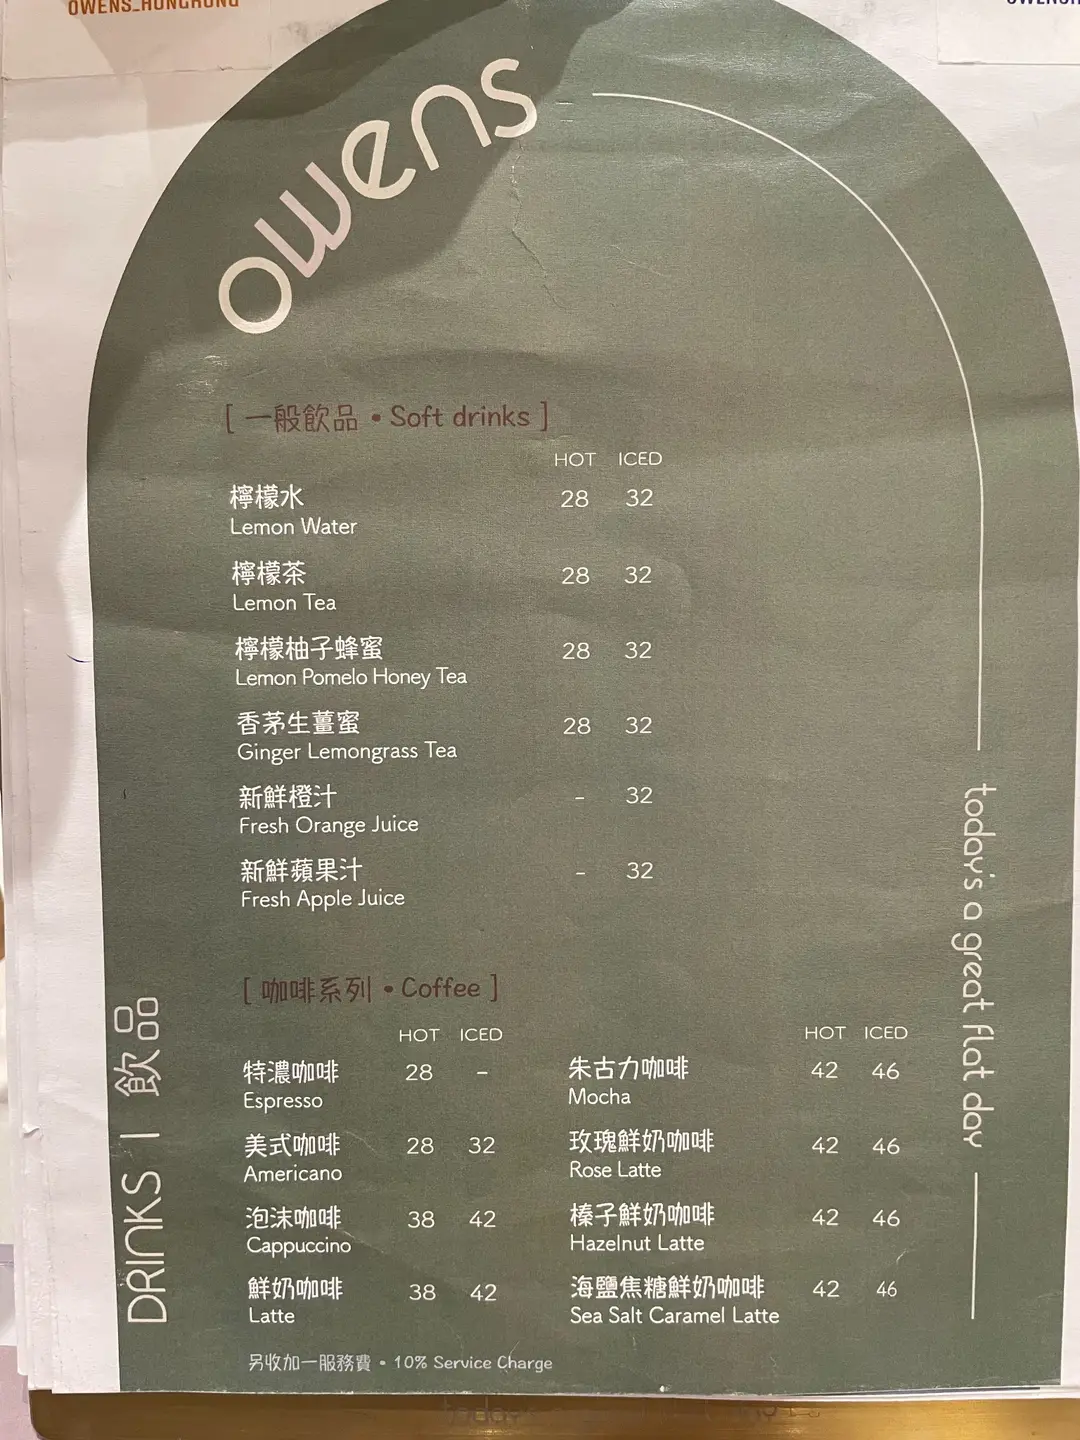 OWENS_HONGKONG
owens
[ 一般飲品 • Soft drinks ]
HOT ICED
檸檬水 28 32
Lemon Water
檸檬茶 28 32
Lemon Tea
檸檬柚子蜂蜜 28 32
Lemon Pomelo Honey Tea
香茅生薑蜜 28 32
Ginger Lemongrass Tea
新鮮橙汁 - 32
Fresh Orange Juice
新鮮蘋果汁 - 32
Fresh Apple Juice
[ 咖啡系列 • Coffee ]
HOT ICED HOT ICED
特濃咖啡 28 - 朱古力咖啡 42 46
Espresso Mocha
美式咖啡 28 32 玫瑰鮮奶咖啡 42 46
Americano Rose Latte
泡沫咖啡 38 42 榛子鮮奶咖啡 42 46
Cappuccino Hazelnut Latte
鮮奶咖啡 38 42 海鹽焦糖鮮奶咖啡 42 46
Latte Sea Salt Caramel Latte
另收加一服務費 • 10% Service Charge
DRINKS | 飲品
today's a great flat day